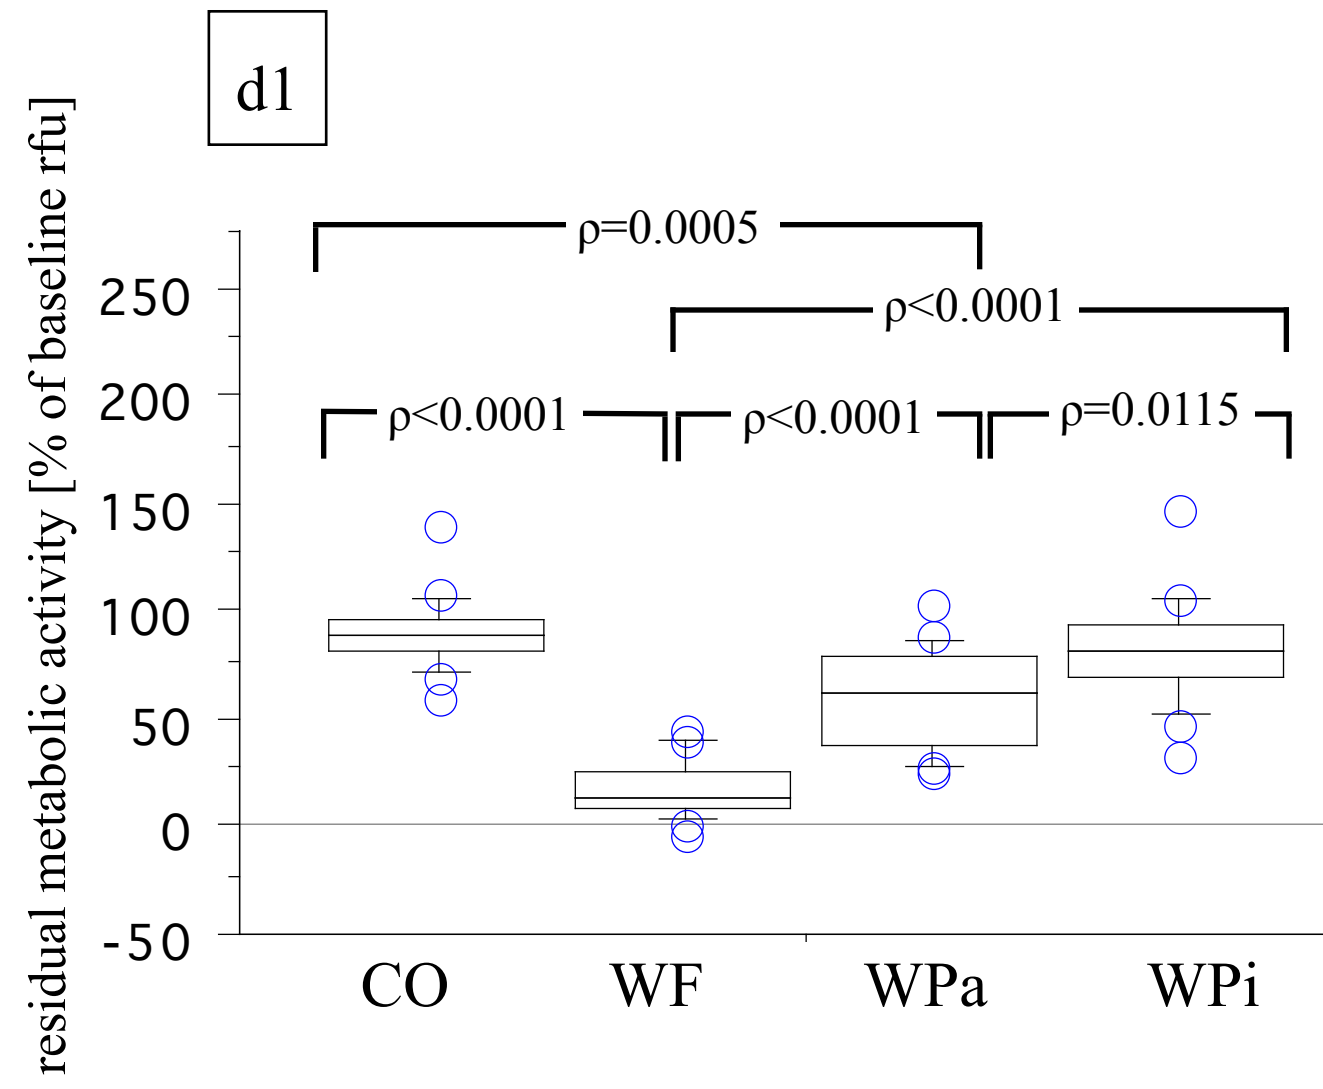 d1
residual metabolic activity [% of baseline rfu]
ρ=0.0005
250
ρ<0.0001
200
ρ<0.0001 ρ<0.0001 ρ=0.0115
150
100
50
0
-50
CO WF WPa WPi